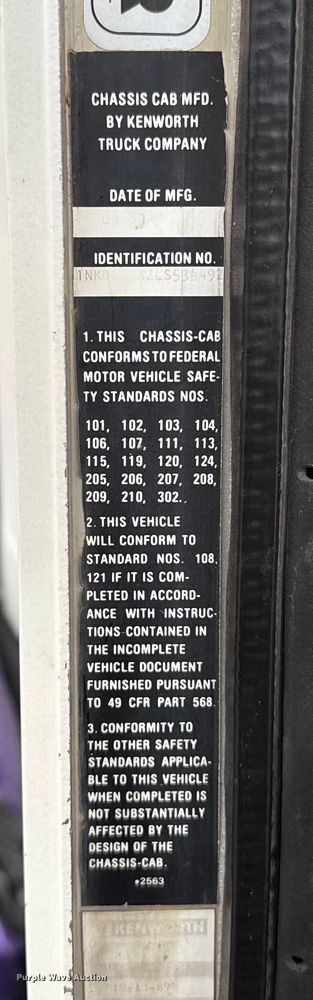 R
CHASSIS CAB MFD.
BY KENWORTH
TRUCK COMPANY
DATE OF MFG.
IDENTIFICATION NO.
1. THIS CHASSIS-CAB
CONFORMS TO FEDERAL
MOTOR VEHICLE SAFE-
TY STANDARDS NOS.
101, 102, 103, 104,
106, 107, 111, 113,
115, 119, 120, 124,
205, 206, 207, 208,
209, 210, 302.,
2. THIS VEHICLE
WILL CONFORM TO
STANDARD NOS. 108,
121 IF IT IS COM-
PLETED IN ACCORD-
ANCE WITH INSTRUC-
TIONS CONTAINED IN
THE INCOMPLETE
VEHICLE DOCUMENT
FURNISHED PURSUANT
TO 49 CFR PART 568.
3. CONFORMITY TO
THE OTHER SAFETY
STANDARDS APPLICA-
BLE TO THIS VEHICLE
WHEN COMPLETED IS
NOT SUBSTANTIALLY
AFFECTED BY THE
DESIGN OF THE
CHASSIS-CAB.
•2563
KENWORTH
Purple Wave Auction